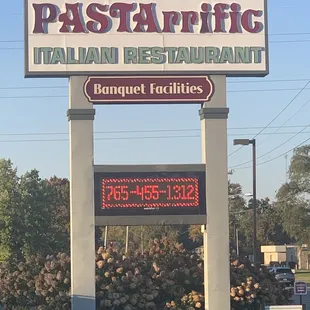 PASTArrific
ITALIAN RESTAURANT
Banquet Facilities
765-455-1312